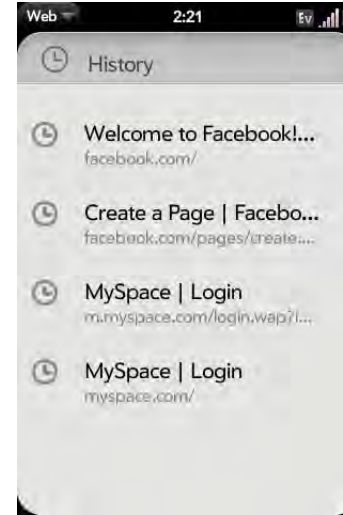 Web 2:21 Ev
History
Welcome to Facebook!...
facebook.com/
Create a Page | Facebo...
facebook.com/pages/create....
MySpace | Login
m.myspace.com/login.wap?l...
MySpace | Login
myspace.com/